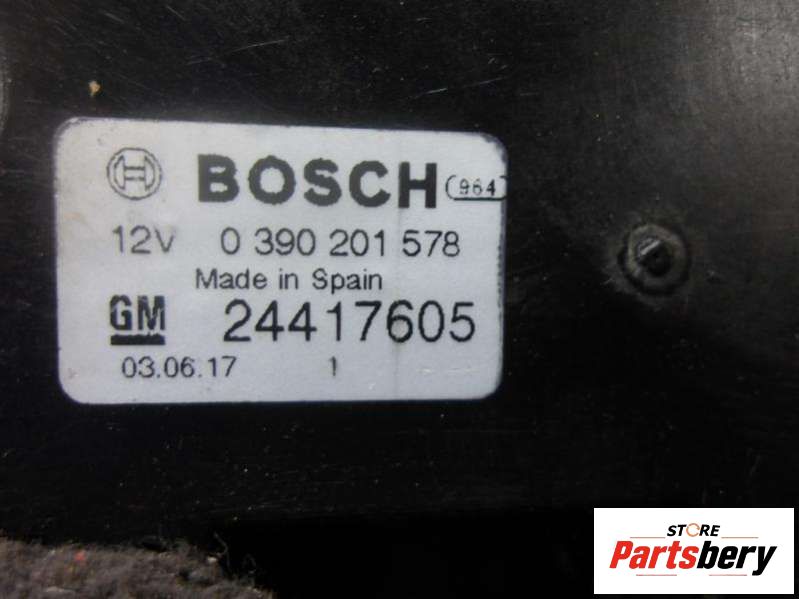 BOSCH 964
12V 0 390 201 578
Made in Spain
GM 24417605
03.06.17 1
STORE
Partsbery